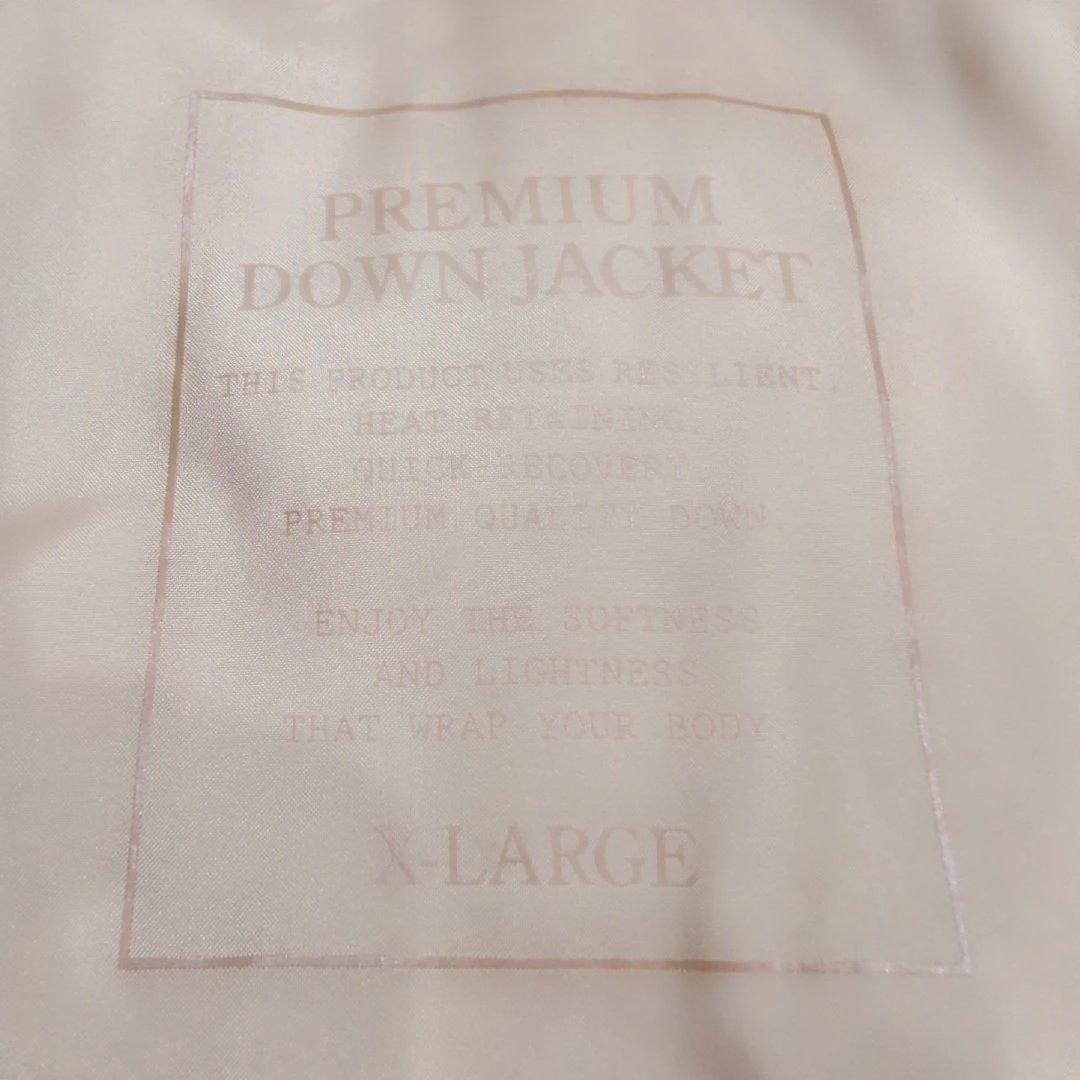 PREMIUM
DOWN JACKET
THIS PRODUCT USES RESILIENT.
HEAT-RETAINING.
QUICK-RECOVERY.
PREMIUM QUALITY DOWN.
ENJOY THE SOFTNESS
AND LIGHTNESS
THAT WRAP YOUR BODY.
X-LARGE